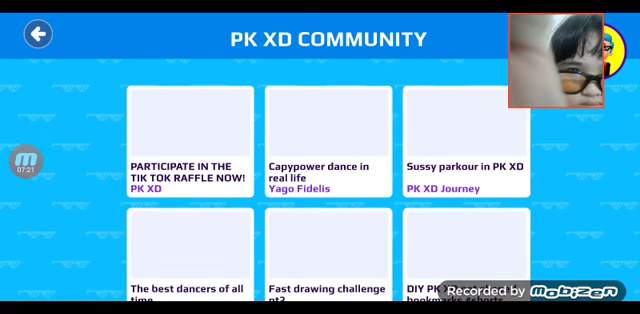 PK XD COMMUNITY
07:21
PARTICIPATE IN THE
TIK TOK RAFFLE NOW!
PK XD
Capypower dance in
real life
Yago Fidelis
Sussy parkour in PK XD
PK XD Journey
The best dancers of all
time
Fast drawing challenge
pt2
DIY PK
bookmarks #shorts
Recorded by Mobizen